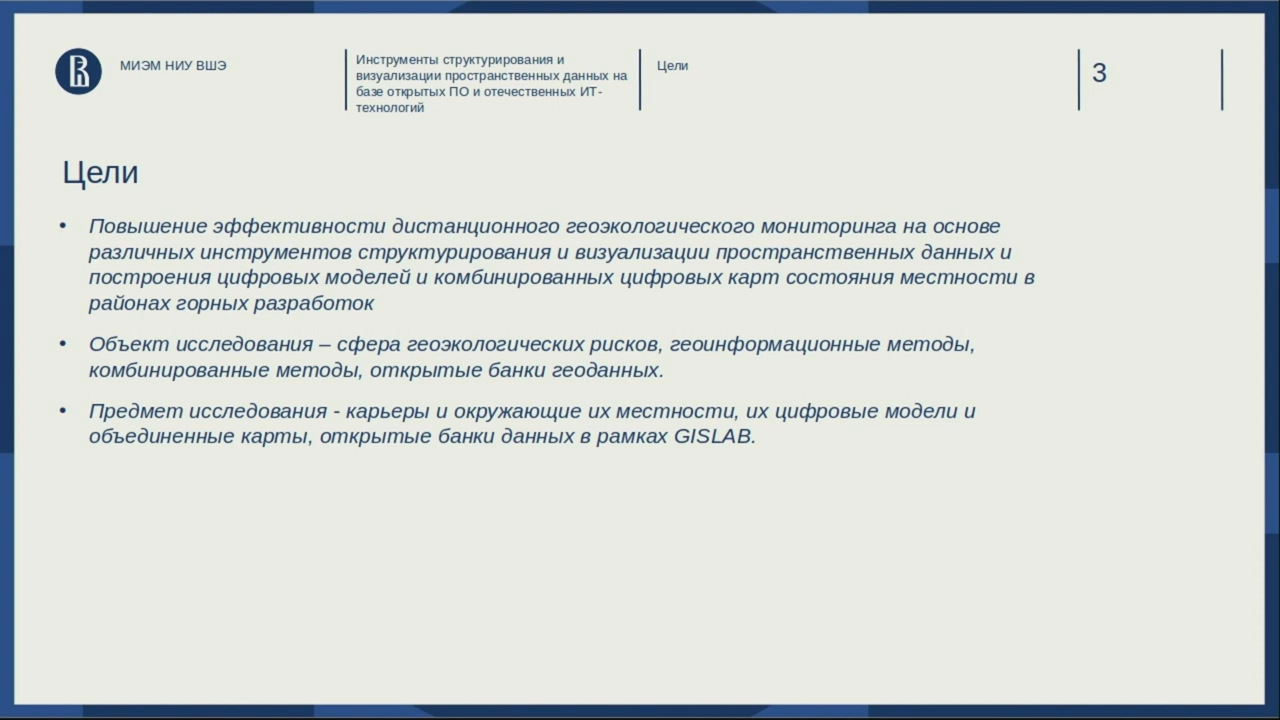 МИЭМ НИУ ВШЭ
Инструменты структурирования и
визуализации пространственных данных на
базе открытых ПО и отечественных ИТ-
технологий
Цели
3
Цели
• Повышение эффективности дистанционного геоэкологического мониторинга на основе
различных инструментов структурирования и визуализации пространственных данных и
построения цифровых моделей и комбинированных цифровых карт состояния местности в
районах горных разработок
• Объект исследования – сфера геоэкологических рисков, геоинформационные методы,
комбинированные методы, открытые банки геоданных.
• Предмет исследования - карьеры и окружающие их местности, их цифровые модели и
объединенные карты, открытые банки данных в рамках GISLAB.